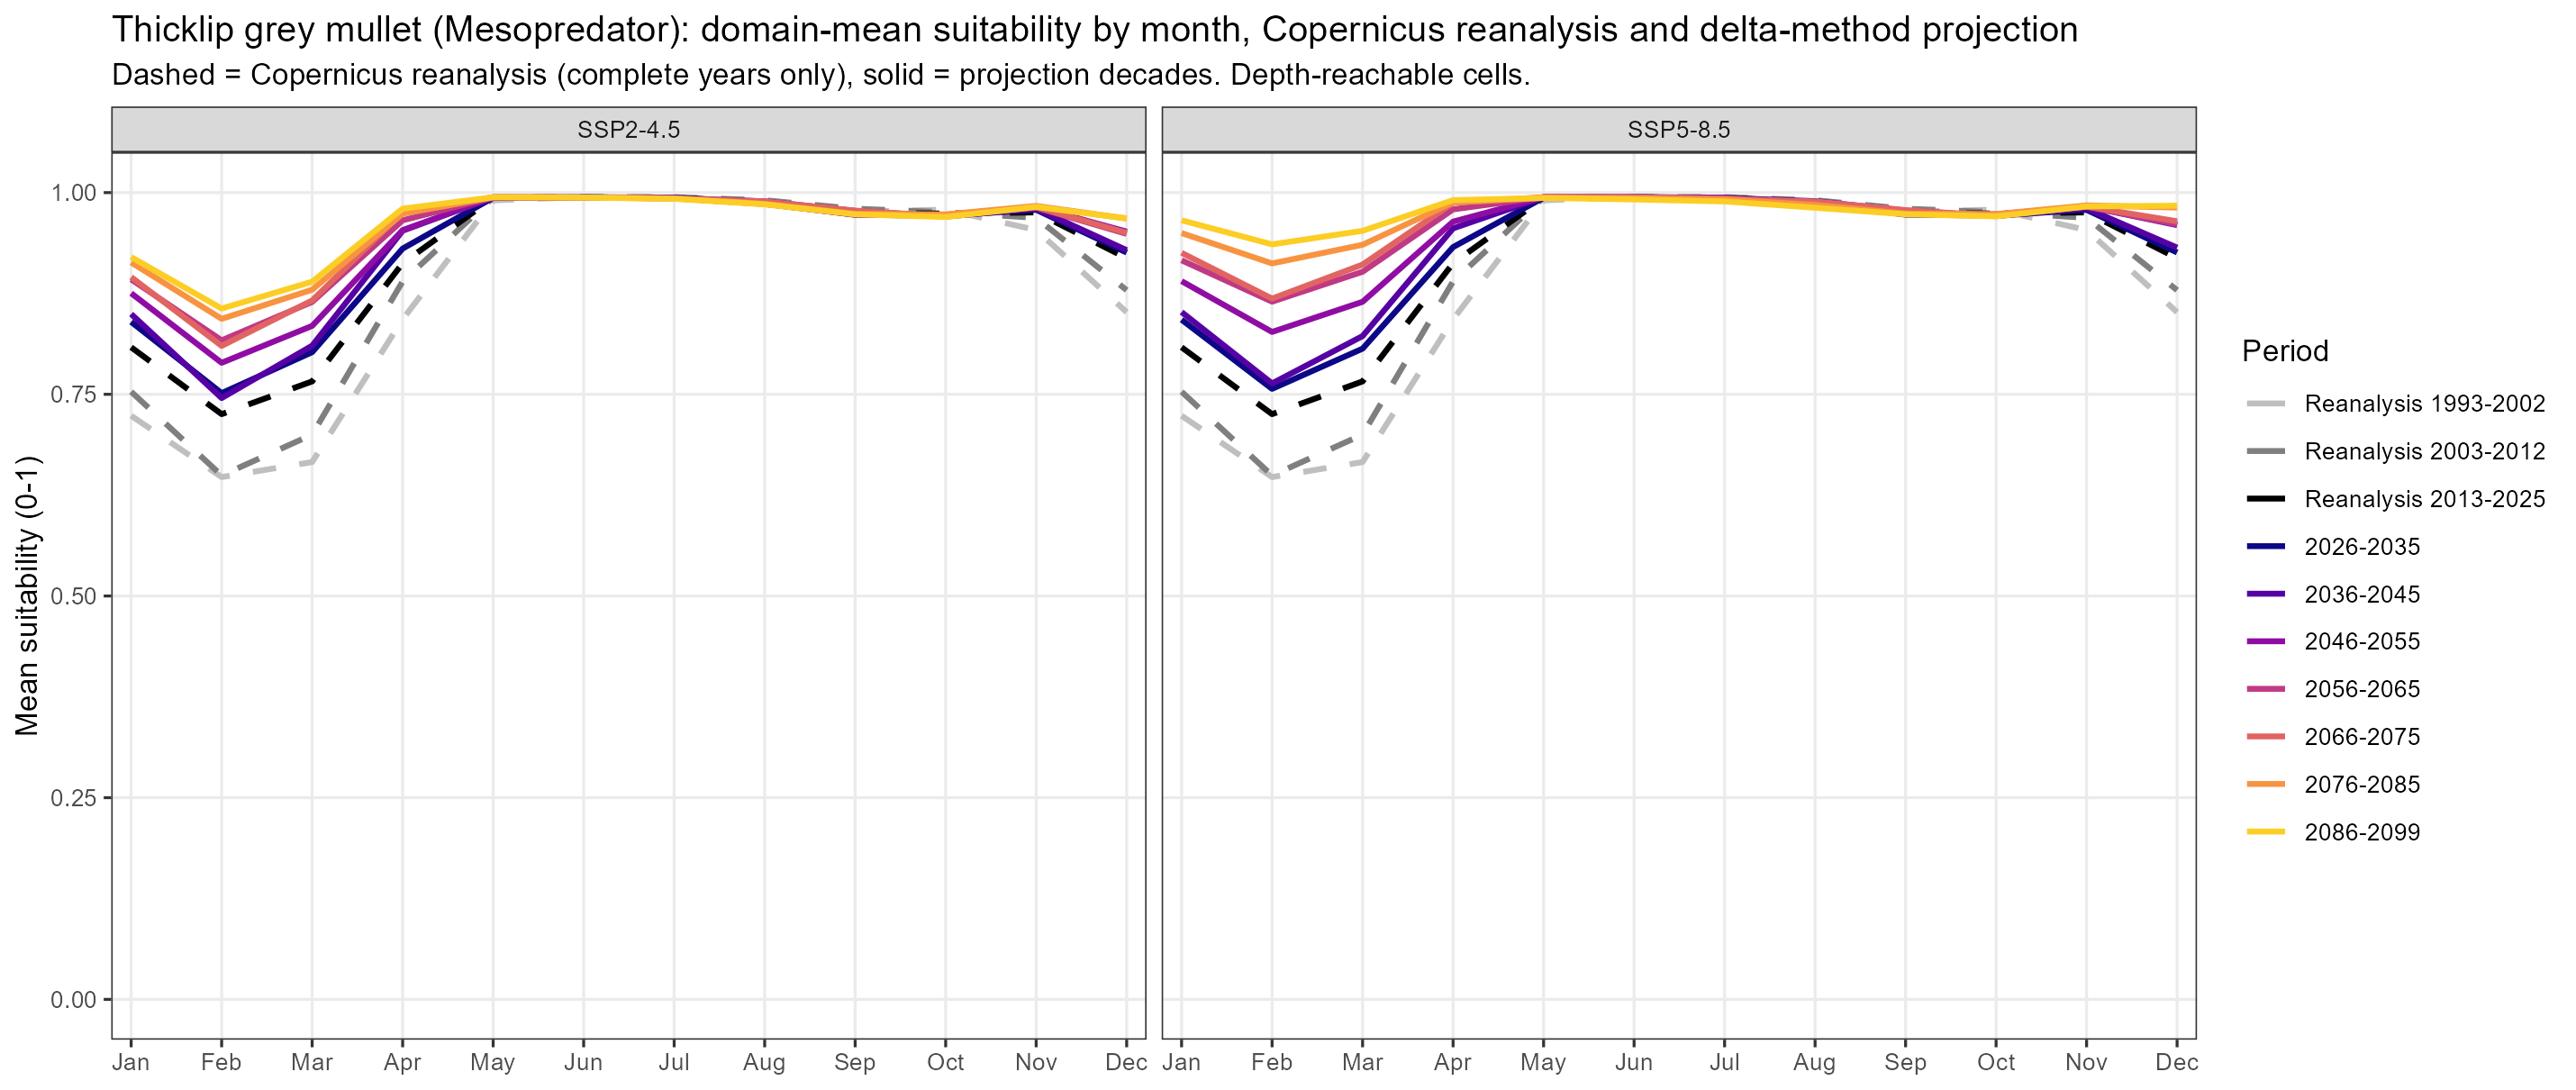 Thicklip grey mullet (Mesopredator): domain-mean suitability by month, Copernicus reanalysis and delta-method projection
Dashed = Copernicus reanalysis (complete years only), solid = projection decades. Depth-reachable cells.
SSP2-4.5
SSP5-8.5
Mean suitability (0-1)
1.00
0.75
0.50
0.25
0.00
Jan Feb Mar Apr May Jun Jul Aug Sep Oct Nov Dec
Jan Feb Mar Apr May Jun Jul Aug Sep Oct Nov Dec
Period
Reanalysis 1993-2002
Reanalysis 2003-2012
Reanalysis 2013-2025
2026-2035
2036-2045
2046-2055
2056-2065
2066-2075
2076-2085
2086-2099